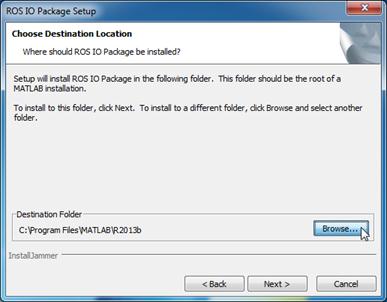 ROS IO Package Setup
Choose Destination Location
Where should ROS IO Package be installed?
Setup will install ROS IO Package in the following folder. This folder should be the root of a
MATLAB installation.
To install to this folder, click Next. To install to a different folder, click Browse and select another
folder.
Destination Folder
C:\Program Files\MATLAB\R2013b
Browse...
InstallJammer
< Back
Next >
Cancel